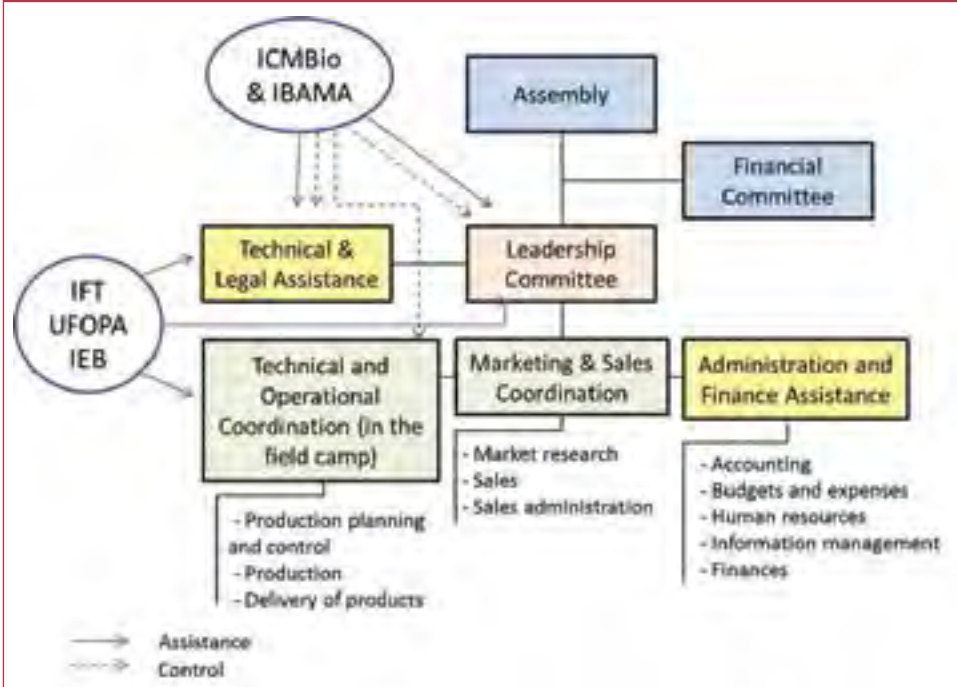 ICMBio
& IBAMA
Assembly
Financial
Committee
Technical &
Legal Assistance
Leadership
Committee
IFT
UFOPA
IEB
Technical and
Operational
Coordination (in the
field camp)
Marketing & Sales
Coordination
Administration and
Finance Assistance
- Production planning
and control
- Production
- Delivery of products
- Market research
- Sales
- Sales administration
- Accounting
- Budgets and expenses
- Human resources
- Information management
- Finances
Assistance
Control